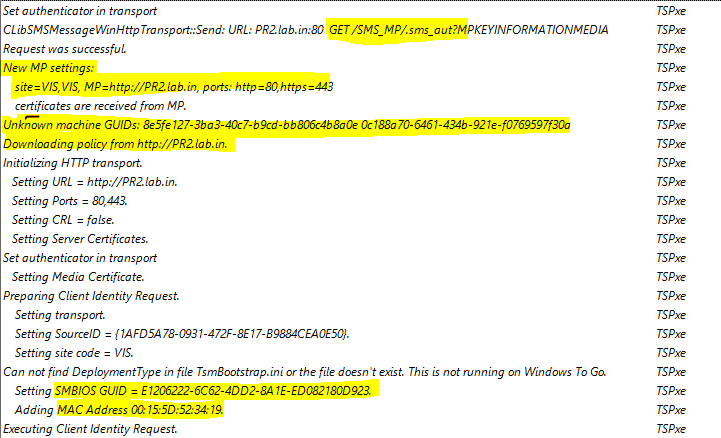 Set authenticator in transport TSPxe
CLibSMSMessageWinHttpTransport::Send: URL: PR2.lab.in:80 GET /SMS_MP/.sms_aut?MPKEYINFORMATIONMEDIA TSPxe
Request was successful. TSPxe
New MP settings: TSPxe
site=VIS,VIS, MP=http://PR2.lab.in, ports: http=80,https=443 TSPxe
certificates are received from MP. TSPxe
Unknown machine GUIDs: 8e5fe127-3ba3-40c7-b9cd-bb806c4b8a0e 0c188a70-6461-434b-921e-f0769597f30a TSPxe
Downloading policy from http://PR2.lab.in. TSPxe
Initializing HTTP transport. TSPxe
Setting URL = http://PR2.lab.in. TSPxe
Setting Ports = 80,443. TSPxe
Setting CRL = false. TSPxe
Setting Server Certificates. TSPxe
Set authenticator in transport TSPxe
Setting Media Certificate. TSPxe
Preparing Client Identity Request. TSPxe
Setting transport. TSPxe
Setting SourceID = {1AFD5A78-0931-472F-8E17-B9884CEA0E50}. TSPxe
Setting site code = VIS. TSPxe
Can not find DeploymentType in file TsmBootstrap.ini or the file doesn't exist. This is not running on Windows To Go. TSPxe
Setting SMBIOS GUID = E1206222-6C62-4DD2-8A1E-ED082180D923. TSPxe
Adding MAC Address 00:15:5D:52:34:19. TSPxe
Executing Client Identity Request. TSPxe